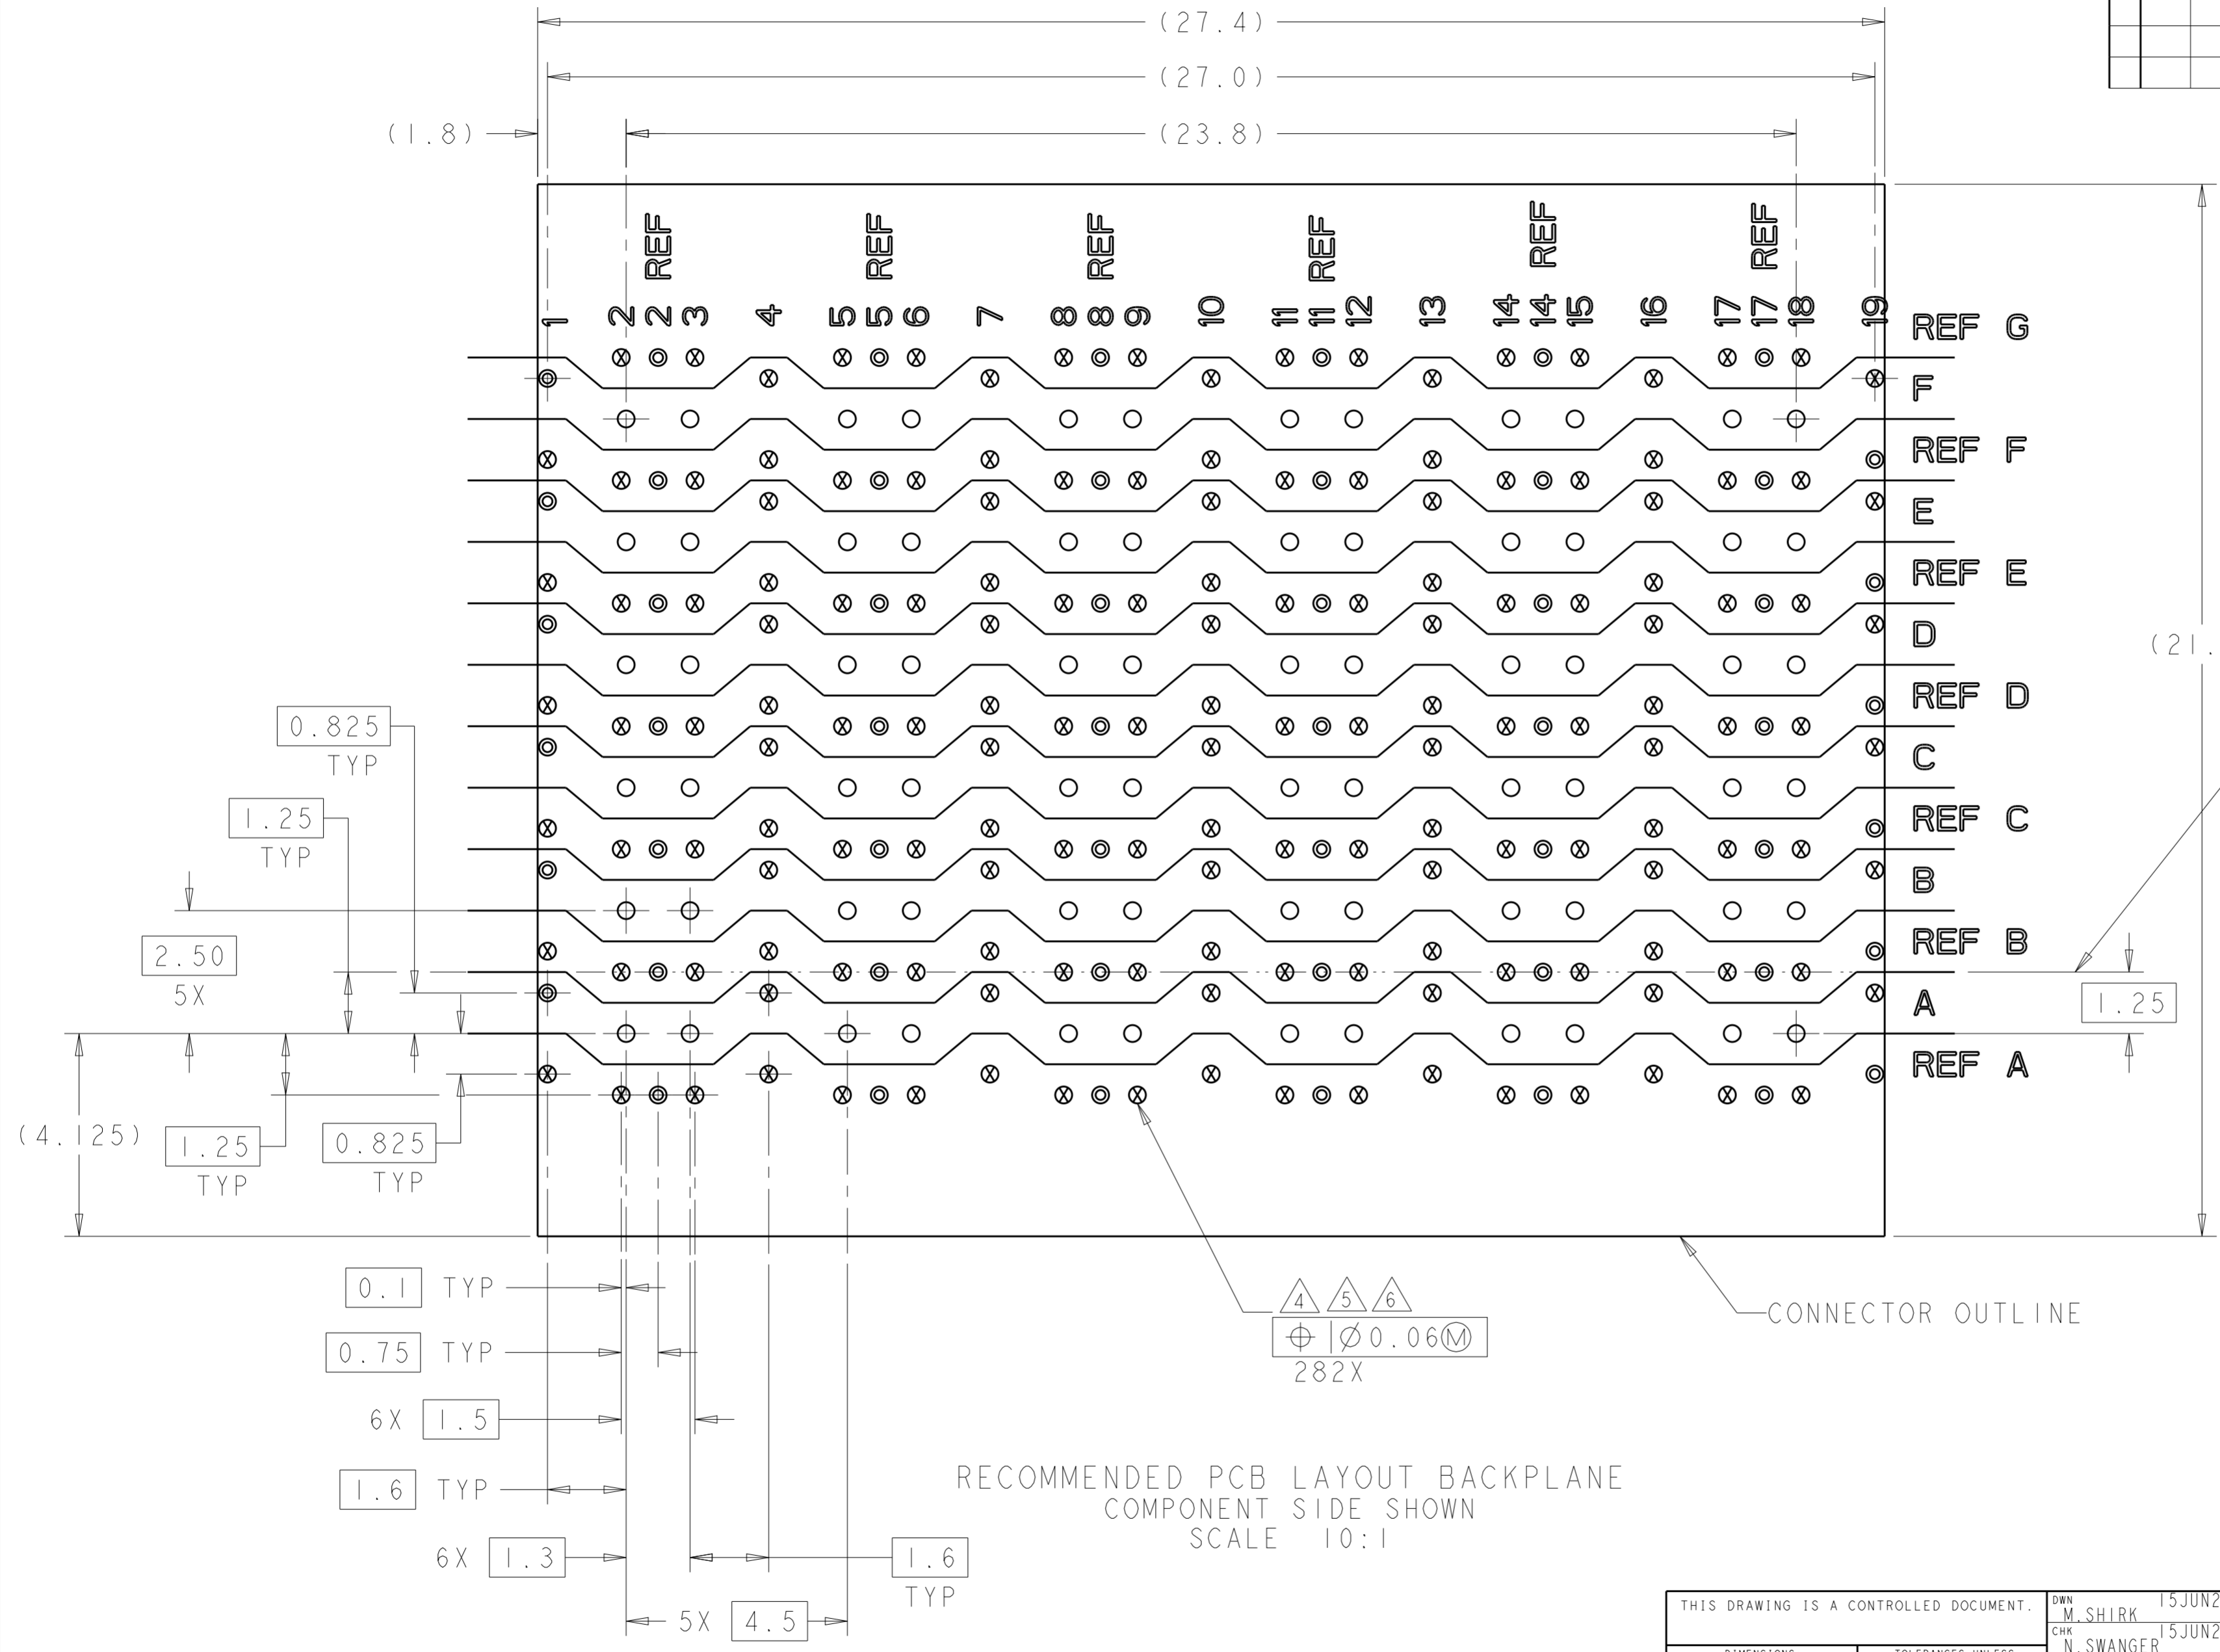 (27.4)
(27.0)
(1.8)
(23.8)
REF REF REF REF REF REF
1 2 2 3 4 5 5 6 7 8 8 9 10 11 11 12 13 14 14 15 16 17 17 18 19
REF G
F
REF F
E
REF E
D
(21.
REF D
0.825
TYP
C
1.25
TYP
REF C
B
2.50
5X
REF B
A
1.25
REF A
(4.125)
1.25
TYP
0.825
TYP
0.1 TYP
4 5 6
⌖ ⌀0.06Ⓜ
282X
CONNECTOR OUTLINE
0.75 TYP
6X 1.5
1.6 TYP
RECOMMENDED PCB LAYOUT BACKPLANE
COMPONENT SIDE SHOWN
SCALE 10:1
6X 1.3
1.6
TYP
5X 4.5
THIS DRAWING IS A CONTROLLED DOCUMENT.
DWN 15JUN2
M.SHIRK
CHK 15JUN2
N.SWANGER